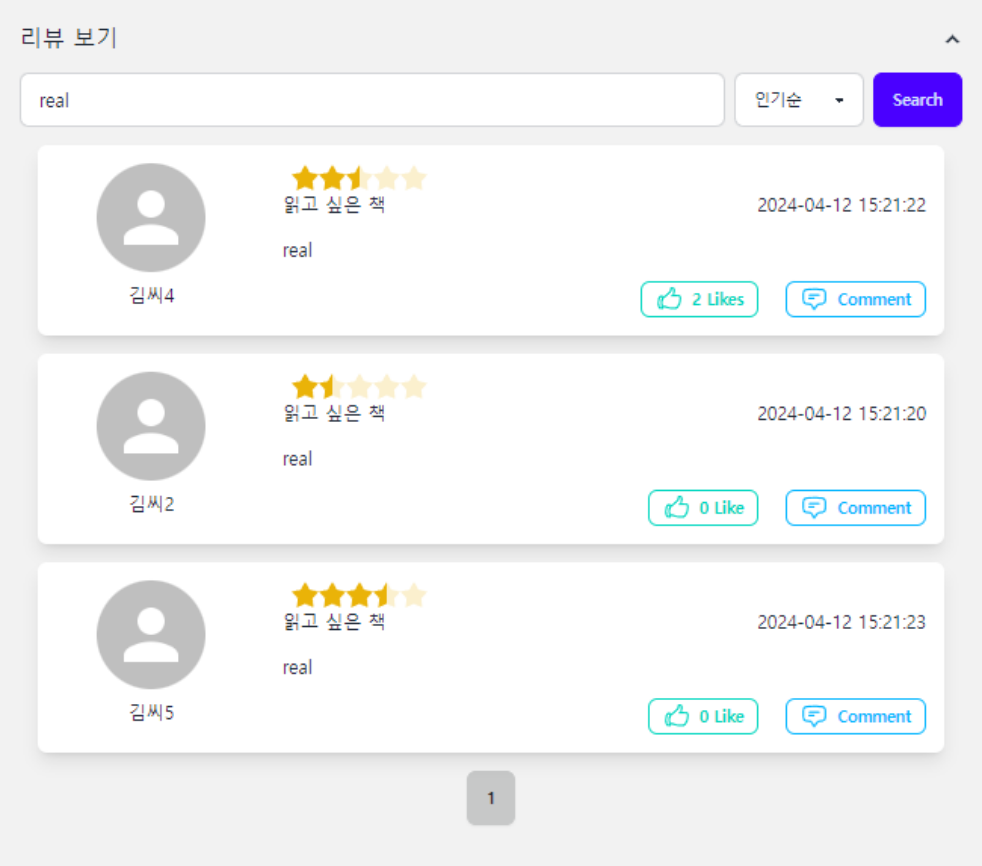 리뷰 보기
real
인기순
Search
읽고 싶은 책
2024-04-12 15:21:22
real
김씨4
2 Likes
Comment
읽고 싶은 책
2024-04-12 15:21:20
real
김씨2
0 Like
Comment
읽고 싶은 책
2024-04-12 15:21:23
real
김씨5
0 Like
Comment
1